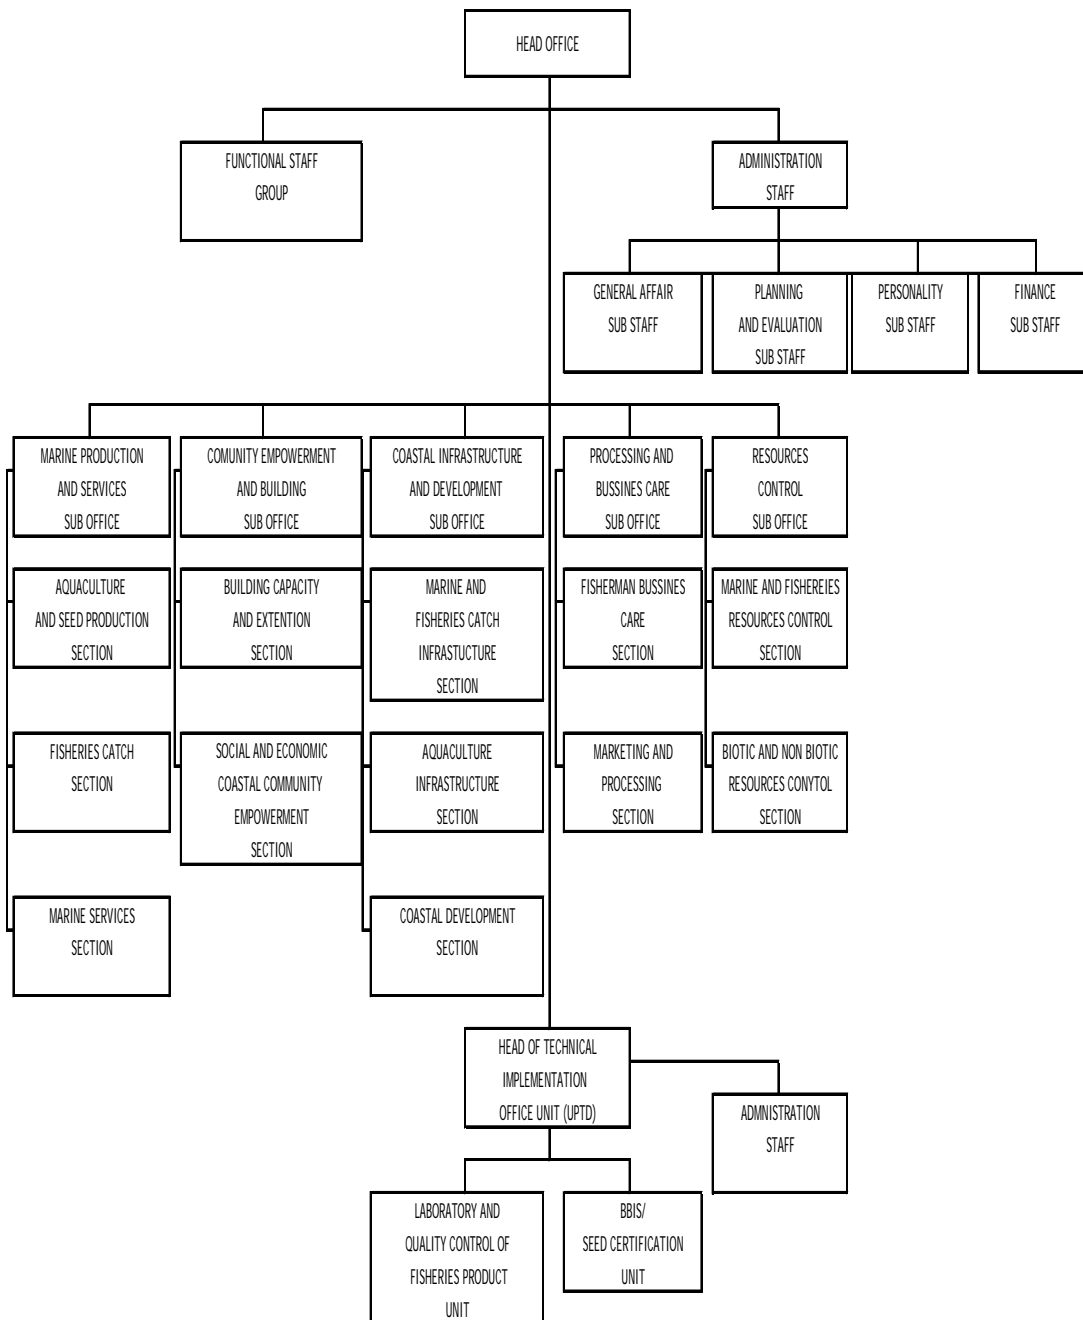 HEAD OFFICE
FUNCTIONAL STAFF
GROUP
ADMINISTRATION
STAFF
GENERAL AFFAIR
SUB STAFF
PLANNING
AND EVALUATION
SUB STAFF
PERSONALITY
SUB STAFF
FINANCE
SUB STAFF
MARINE PRODUCTION
AND SERVICES
SUB OFFICE
COMUNITY EMPOWERMENT
AND BUILDING
SUB OFFICE
COASTAL INFRASTRUCTURE
AND DEVELOPMENT
SUB OFFICE
PROCESSING AND
BUSSINES CARE
SUB OFFICE
RESOURCES
CONTROL
SUB OFFICE
AQUACULTURE
AND SEED PRODUCTION
SECTION
BUILDING CAPACITY
AND EXTENTION
SECTION
MARINE AND
FISHERIES CATCH
INFRASTUCTURE
SECTION
FISHERMAN BUSSINES
CARE
SECTION
MARINE AND FISHEREIES
RESOURCES CONTROL
SECTION
FISHERIES CATCH
SECTION
SOCIAL AND ECONOMIC
COASTAL COMMUNITY
EMPOWERMENT
SECTION
AQUACULTURE
INFRASTRUCTURE
SECTION
MARKETING AND
PROCESSING
SECTION
BIOTIC AND NON BIOTIC
RESOURCES CONYTOL
SECTION
MARINE SERVICES
SECTION
COASTAL DEVELOPMENT
SECTION
HEAD OF TECHNICAL
IMPLEMENTATION
OFFICE UNIT (UPTD)
ADMNISTRATION
STAFF
LABORATORY AND
QUALITY CONTROL OF
FISHERIES PRODUCT
UNIT
BBIS/
SEED CERTIFICATION
UNIT